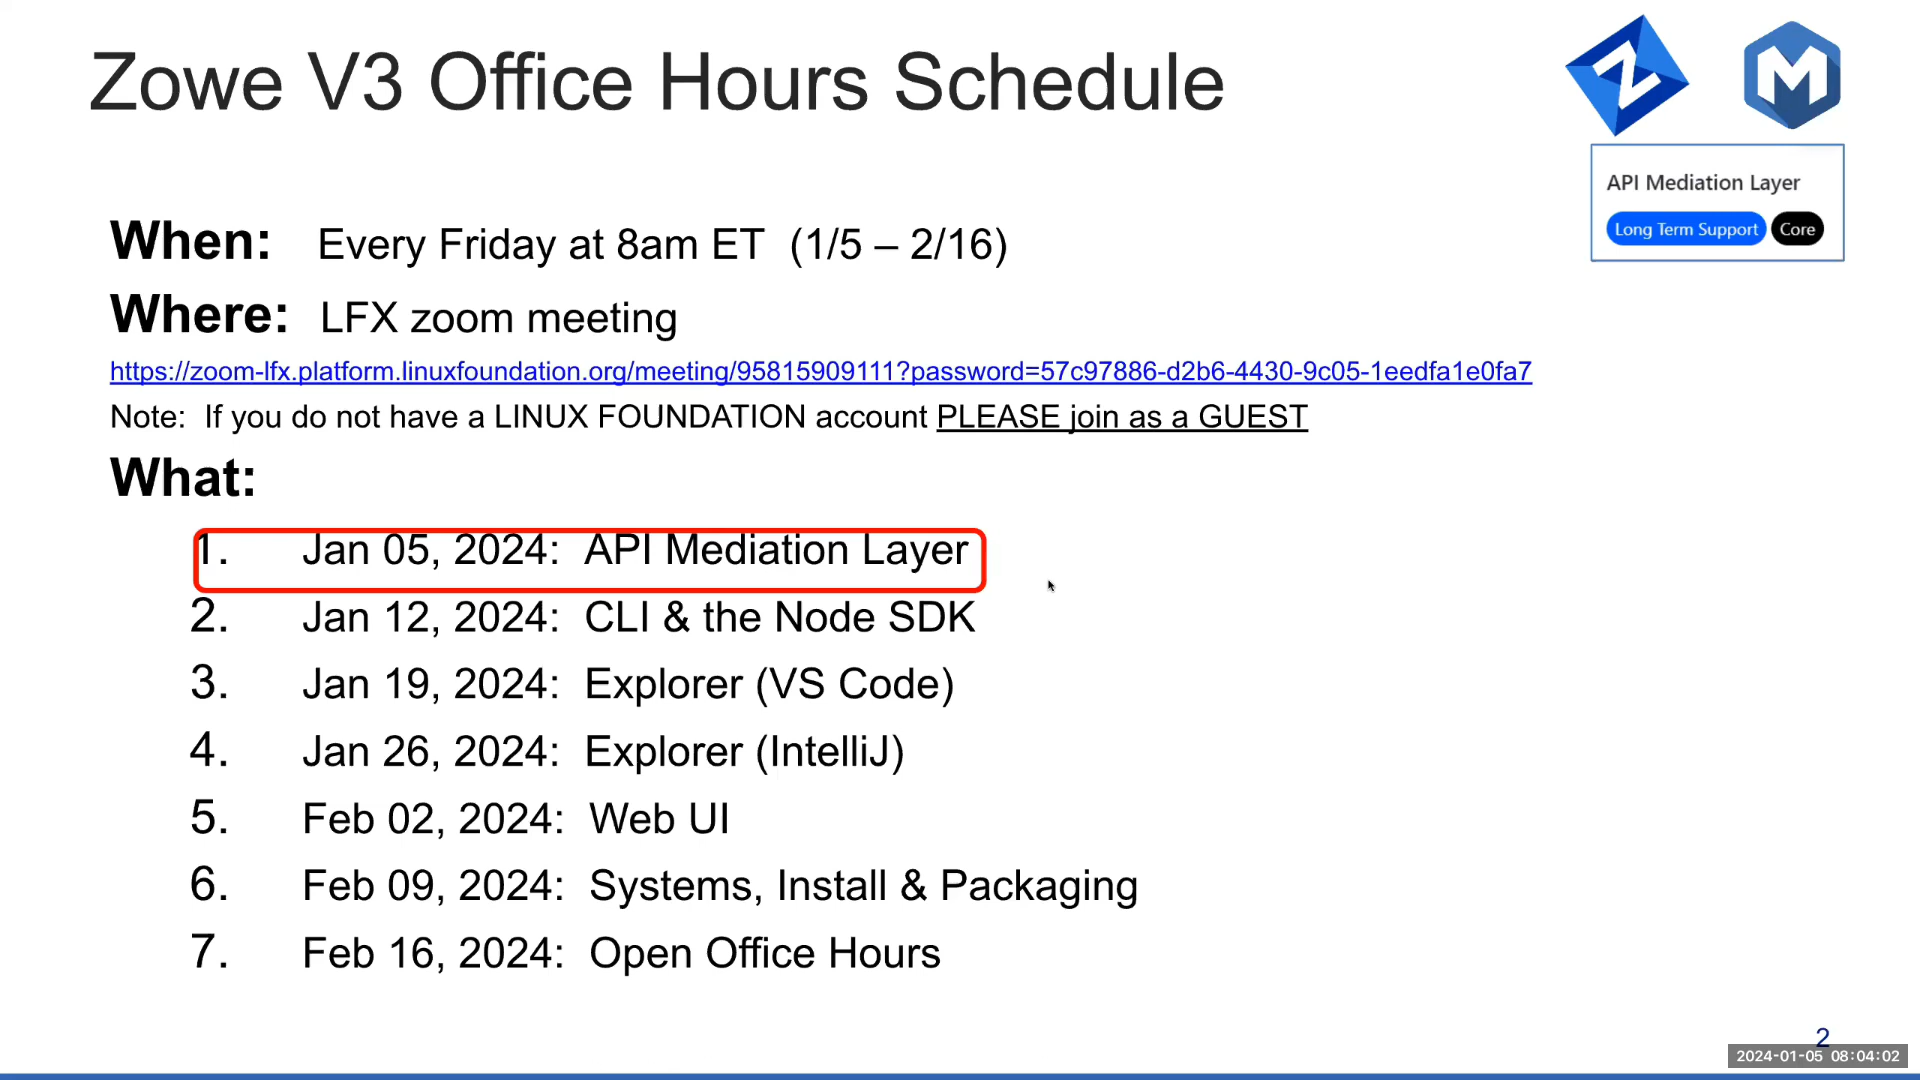 Zowe V3 Office Hours Schedule
Z
M
API Mediation Layer
Long Term Support Core
When: Every Friday at 8am ET (1/5 – 2/16)
Where: LFX zoom meeting
https://zoom-lfx.platform.linuxfoundation.org/meeting/95815909111?password=57c97886-d2b6-4430-9c05-1eedfa1e0fa7
Note: If you do not have a LINUX FOUNDATION account PLEASE join as a GUEST
What:
1. Jan 05, 2024: API Mediation Layer
2. Jan 12, 2024: CLI & the Node SDK
3. Jan 19, 2024: Explorer (VS Code)
4. Jan 26, 2024: Explorer (IntelliJ)
5. Feb 02, 2024: Web UI
6. Feb 09, 2024: Systems, Install & Packaging
7. Feb 16, 2024: Open Office Hours
2
2024-01-05 08:04:02